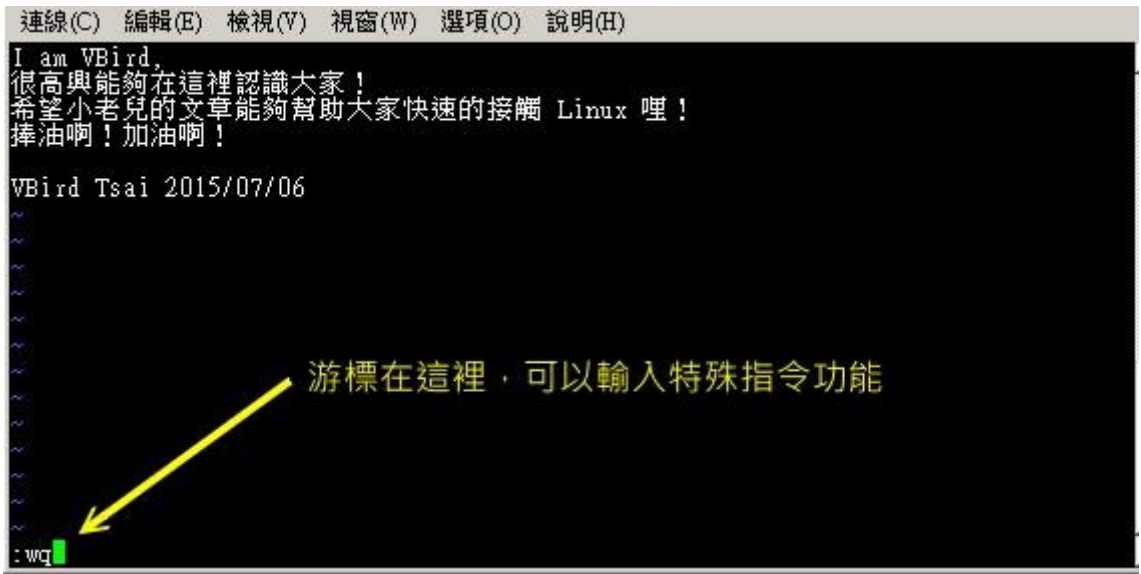 連線(C) 編輯(E) 檢視(V) 視窗(W) 選項(O) 說明(H)
I am VBird,
很高興能夠在這裡認識大家！
希望小老兒的文章能夠幫助大家快速的接觸 Linux 哩！
捧油啊！加油啊！
VBird Tsai 2015/07/06
~
~
~
~
~
~
~
游標在這裡，可以輸入特殊指令功能
~
~
~
~
~
~
:wq